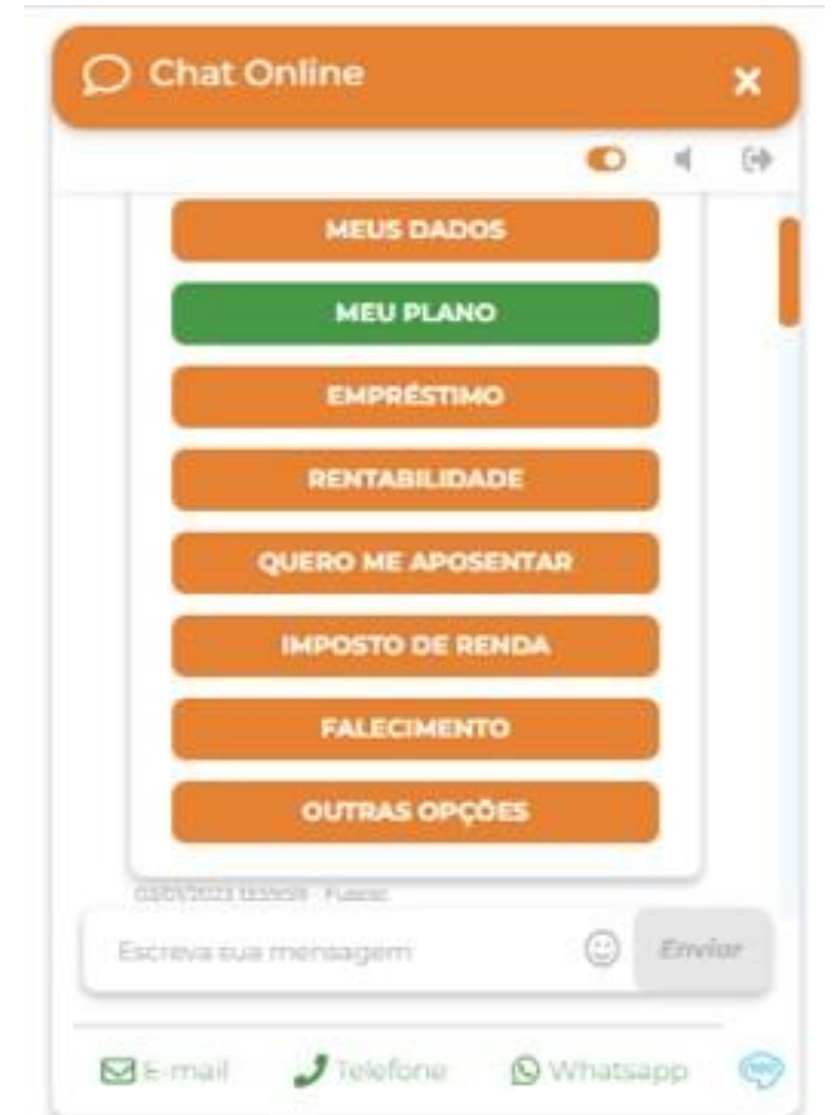 Chat Online
MEUS DADOS
MEU PLANO
EMPRÉSTIMO
RENTABILIDADE
QUERO ME APOSENTAR
IMPOSTO DE RENDA
FALECIMENTO
OUTRAS OPÇÕES
Escreva sua mensagem
Enviar
E-mail Telefone Whatsapp